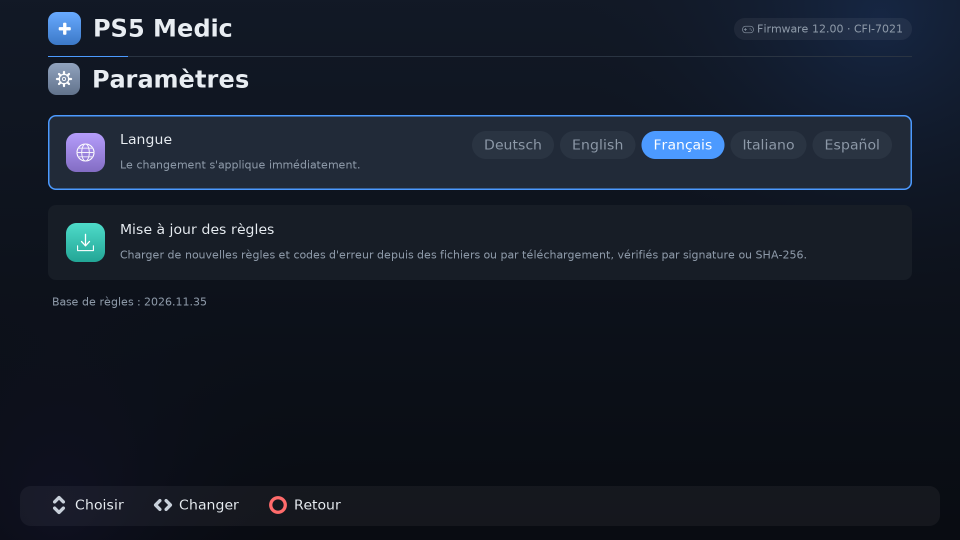 PS5 Medic
Firmware 12.00 · CFI-7021
Paramètres
Langue
Deutsch English Français Italiano Español
Le changement s'applique immédiatement.
Mise à jour des règles
Charger de nouvelles règles et codes d'erreur depuis des fichiers ou par téléchargement, vérifiés par signature ou SHA-256.
Base de règles : 2026.11.35
Choisir Changer Retour